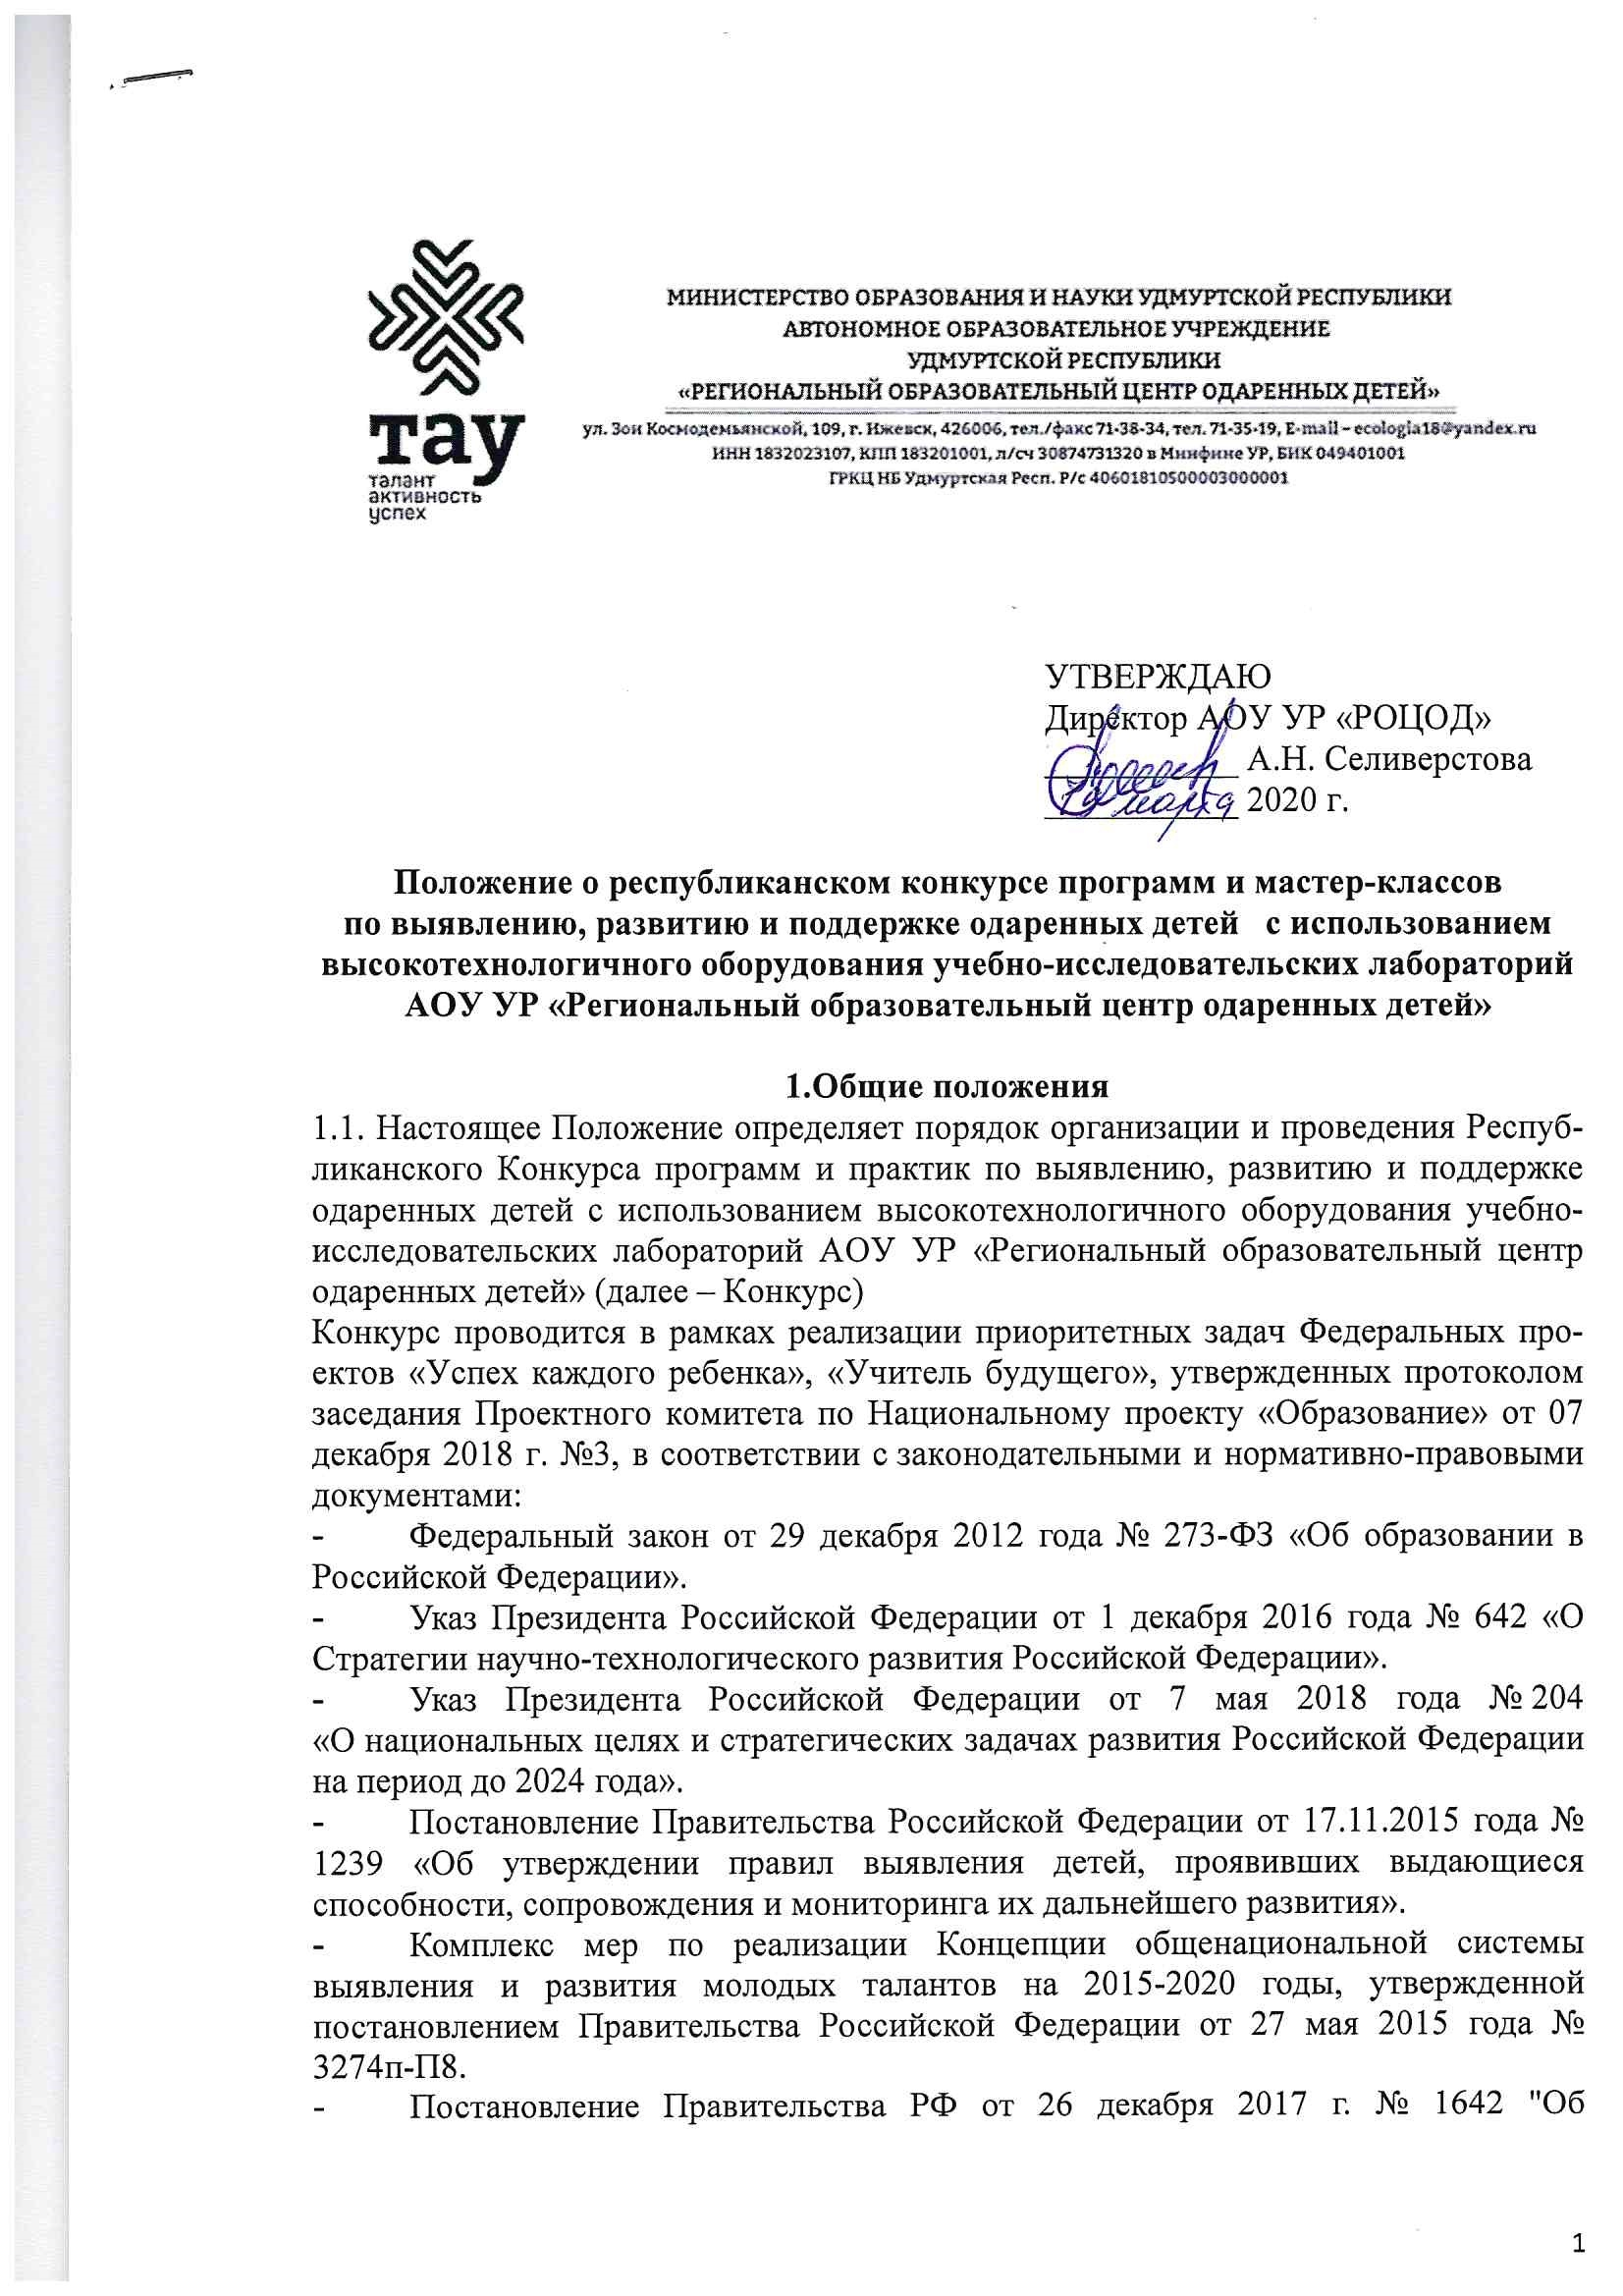 МИНИСТЕРСТВО ОБРАЗОВАНИЯ И НАУКИ УДМУРТСКОЙ РЕСПУБЛИКИ
АВТОНОМНОЕ ОБРАЗОВАТЕЛЬНОЕ УЧРЕЖДЕНИЕ
УДМУРТСКОЙ РЕСПУБЛИКИ
«РЕГИОНАЛЬНЫЙ ОБРАЗОВАТЕЛЬНЫЙ ЦЕНТР ОДАРЕННЫХ ДЕТЕЙ»
ул. Зои Космодемьянской, 109, г. Ижевск, 426006, тел./факс 71-38-34, тел. 71-35-19, E-mail – ecologia18@yandex.ru
ИНН 1832023107, КПП 183201001, л/сч 30874731320 в Минфине УР, БИК 049401001
ГРКЦ НБ Удмуртская Респ. Р/с 40601810500003000001
тау
талант
активность
успех
УТВЕРЖДАЮ
Директор АОУ УР «РОЦОД»
А.Н. Селиверстова
марта 2020 г.
Положение о республиканском конкурсе программ и мастер-классов
по выявлению, развитию и поддержке одаренных детей с использованием
высокотехнологичного оборудования учебно-исследовательских лабораторий
АОУ УР «Региональный образовательный центр одаренных детей»
1.Общие положения
1.1. Настоящее Положение определяет порядок организации и проведения Респуб-
ликанского Конкурса программ и практик по выявлению, развитию и поддержке
одаренных детей с использованием высокотехнологичного оборудования учебно-
исследовательских лабораторий АОУ УР «Региональный образовательный центр
одаренных детей» (далее – Конкурс)
Конкурс проводится в рамках реализации приоритетных задач Федеральных про-
ектов «Успех каждого ребенка», «Учитель будущего», утвержденных протоколом
заседания Проектного комитета по Национальному проекту «Образование» от 07
декабря 2018 г. №3, в соответствии с законодательными и нормативно-правовыми
документами:
- Федеральный закон от 29 декабря 2012 года № 273-ФЗ «Об образовании в
Российской Федерации».
- Указ Президента Российской Федерации от 1 декабря 2016 года № 642 «О
Стратегии научно-технологического развития Российской Федерации».
- Указ Президента Российской Федерации от 7 мая 2018 года № 204
«О национальных целях и стратегических задачах развития Российской Федерации
на период до 2024 года».
- Постановление Правительства Российской Федерации от 17.11.2015 года №
1239 «Об утверждении правил выявления детей, проявивших выдающиеся
способности, сопровождения и мониторинга их дальнейшего развития».
- Комплекс мер по реализации Концепции общенациональной системы
выявления и развития молодых талантов на 2015-2020 годы, утвержденной
постановлением Правительства Российской Федерации от 27 мая 2015 года №
3274п-П8.
- Постановление Правительства РФ от 26 декабря 2017 г. № 1642 "Об
1